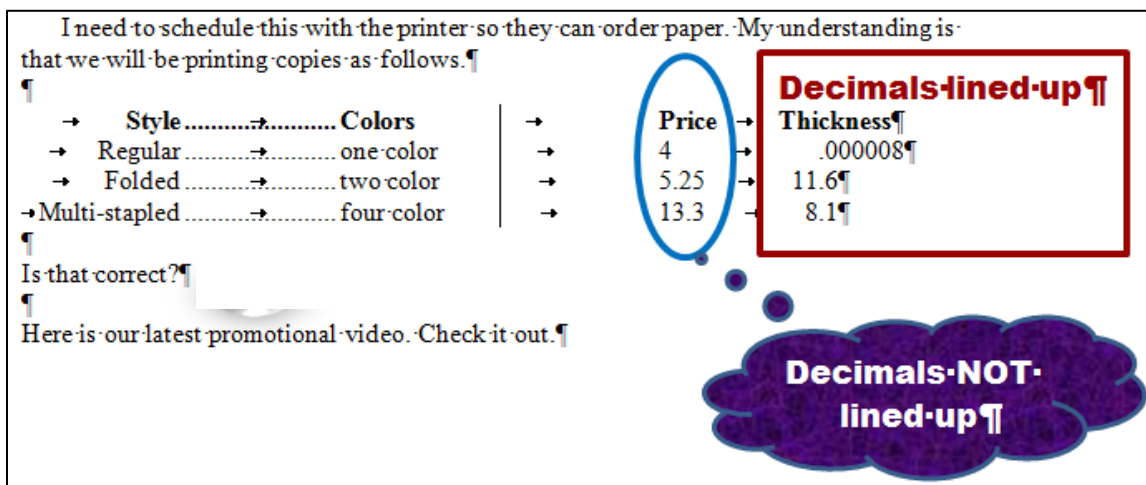 I need to schedule this with the printer so they can order paper. My understanding is
that we will be printing copies as follows.¶
¶
Decimals lined up¶
→ Style......→...... Colors → Price → Thickness¶
→ Regular......→...... one color → 4 → .000008¶
→ Folded......→...... two color → 5.25 → 11.6¶
→ Multi-stapled......→...... four color → 13.3 → 8.1¶
¶
Is that correct?¶
¶
Here is our latest promotional video. Check it out.¶
Decimals NOT
lined up¶